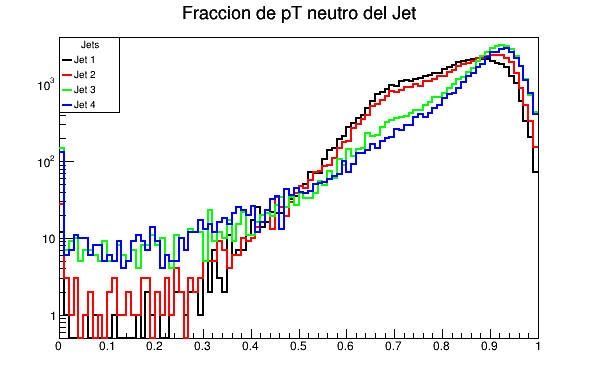 Fraccion de pT neutro del Jet
Jets
Jet 1
Jet 2
Jet 3
Jet 4
10³
10²
10
1
0 0.1 0.2 0.3 0.4 0.5 0.6 0.7 0.8 0.9 1